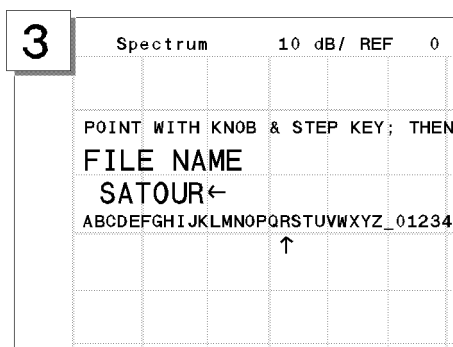 3
Spectrum 10 dB/ REF 0
POINT WITH KNOB & STEP KEY; THEN
FILE NAME
SATOUR←
ABCDEFGHIJKLMNOPQRSTUVWXYZ_01234
↑